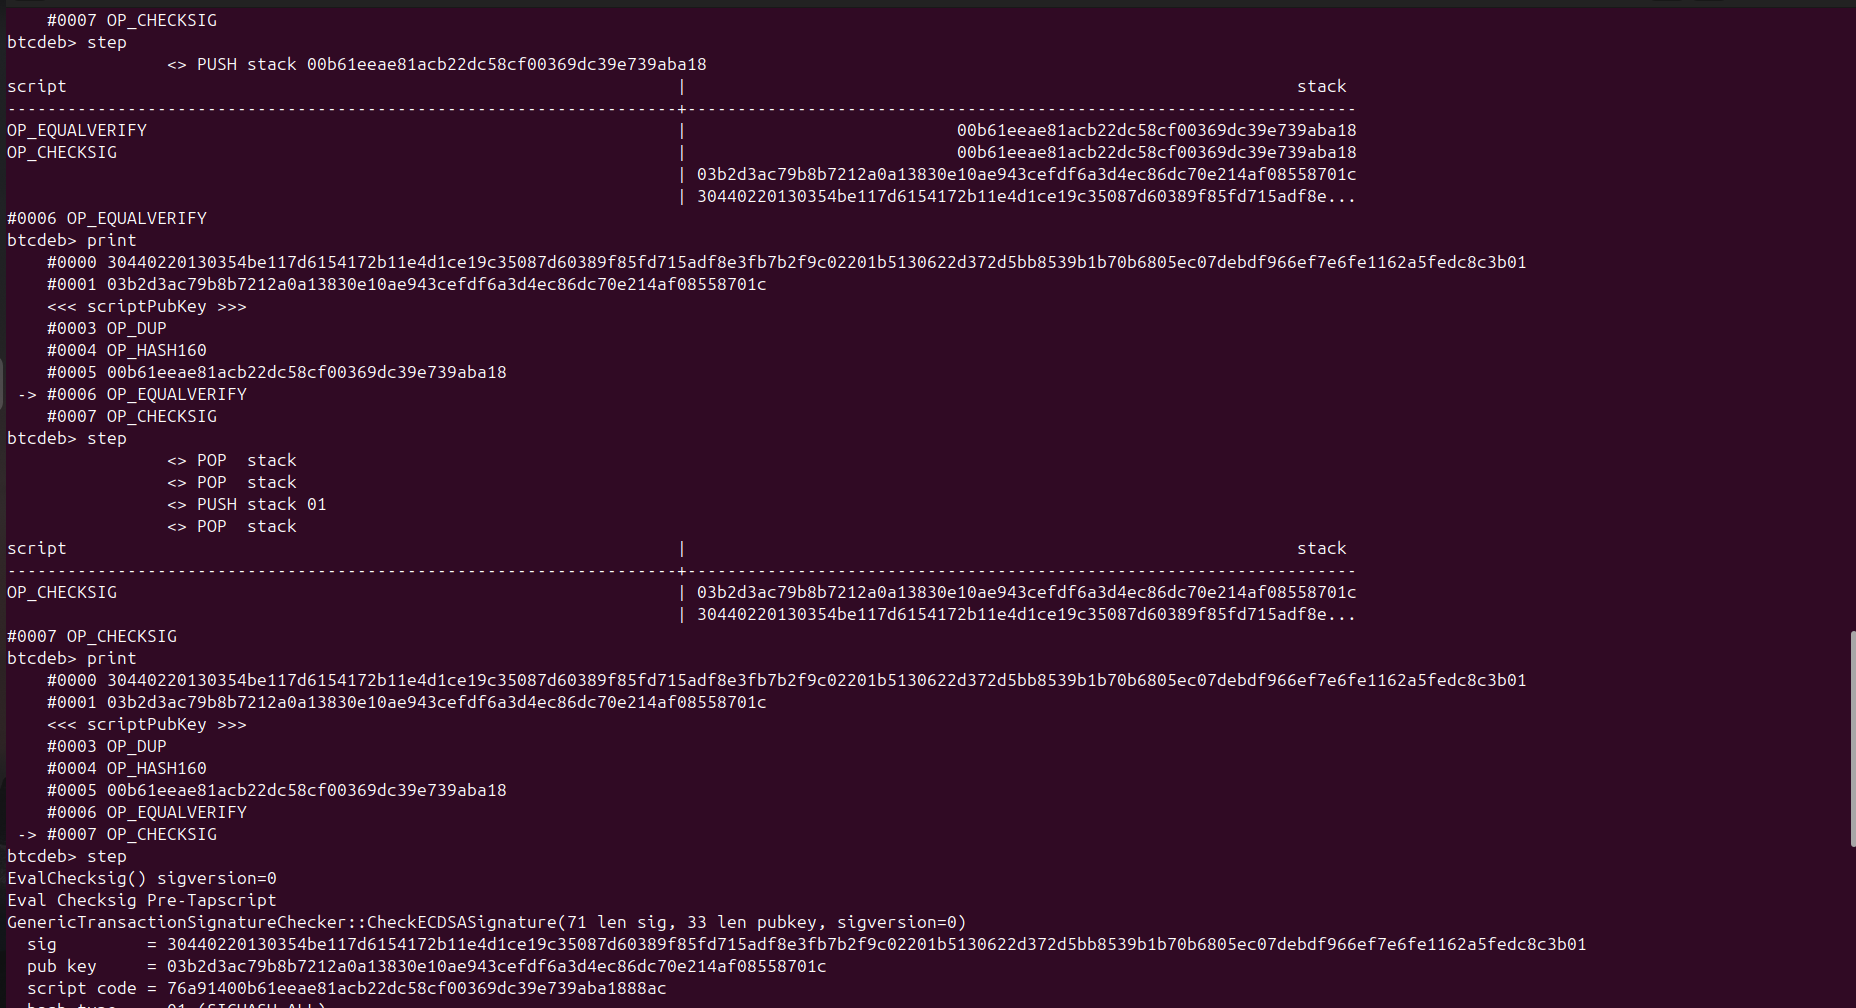 #0007 OP_CHECKSIG
btcdeb> step
<> PUSH stack 00b61eeae81acb22dc58cf00369dc39e739aba18
script | stack
-------------------------------------------------------------------+-------------------------------------------------------------------
OP_EQUALVERIFY | 00b61eeae81acb22dc58cf00369dc39e739aba18
OP_CHECKSIG | 00b61eeae81acb22dc58cf00369dc39e739aba18
| 03b2d3ac79b8b7212a0a13830e10ae943cefdf6a3d4ec86dc70e214af08558701c
| 30440220130354be117d6154172b11e4d1ce19c35087d60389f85fd715adf8e...
#0006 OP_EQUALVERIFY
btcdeb> print
#0000 30440220130354be117d6154172b11e4d1ce19c35087d60389f85fd715adf8e3fb7b2f9c02201b5130622d372d5bb8539b1b70b6805ec07debdf966ef7e6fe1162a5fedc8c3b01
#0001 03b2d3ac79b8b7212a0a13830e10ae943cefdf6a3d4ec86dc70e214af08558701c
<<< scriptPubKey >>>
#0003 OP_DUP
#0004 OP_HASH160
#0005 00b61eeae81acb22dc58cf00369dc39e739aba18
-> #0006 OP_EQUALVERIFY
#0007 OP_CHECKSIG
btcdeb> step
<> POP  stack
<> POP  stack
<> PUSH stack 01
<> POP  stack
script | stack
-------------------------------------------------------------------+-------------------------------------------------------------------
OP_CHECKSIG | 03b2d3ac79b8b7212a0a13830e10ae943cefdf6a3d4ec86dc70e214af08558701c
| 30440220130354be117d6154172b11e4d1ce19c35087d60389f85fd715adf8e...
#0007 OP_CHECKSIG
btcdeb> print
#0000 30440220130354be117d6154172b11e4d1ce19c35087d60389f85fd715adf8e3fb7b2f9c02201b5130622d372d5bb8539b1b70b6805ec07debdf966ef7e6fe1162a5fedc8c3b01
#0001 03b2d3ac79b8b7212a0a13830e10ae943cefdf6a3d4ec86dc70e214af08558701c
<<< scriptPubKey >>>
#0003 OP_DUP
#0004 OP_HASH160
#0005 00b61eeae81acb22dc58cf00369dc39e739aba18
#0006 OP_EQUALVERIFY
-> #0007 OP_CHECKSIG
btcdeb> step
EvalChecksig() sigversion=0
Eval Checksig Pre-Tapscript
GenericTransactionSignatureChecker::CheckECDSASignature(71 len sig, 33 len pubkey, sigversion=0)
sig = 30440220130354be117d6154172b11e4d1ce19c35087d60389f85fd715adf8e3fb7b2f9c02201b5130622d372d5bb8539b1b70b6805ec07debdf966ef7e6fe1162a5fedc8c3b01
pub key = 03b2d3ac79b8b7212a0a13830e10ae943cefdf6a3d4ec86dc70e214af08558701c
script code = 76a91400b61eeae81acb22dc58cf00369dc39e739aba1888ac
hash type = 01 (SIGHASH_ALL)